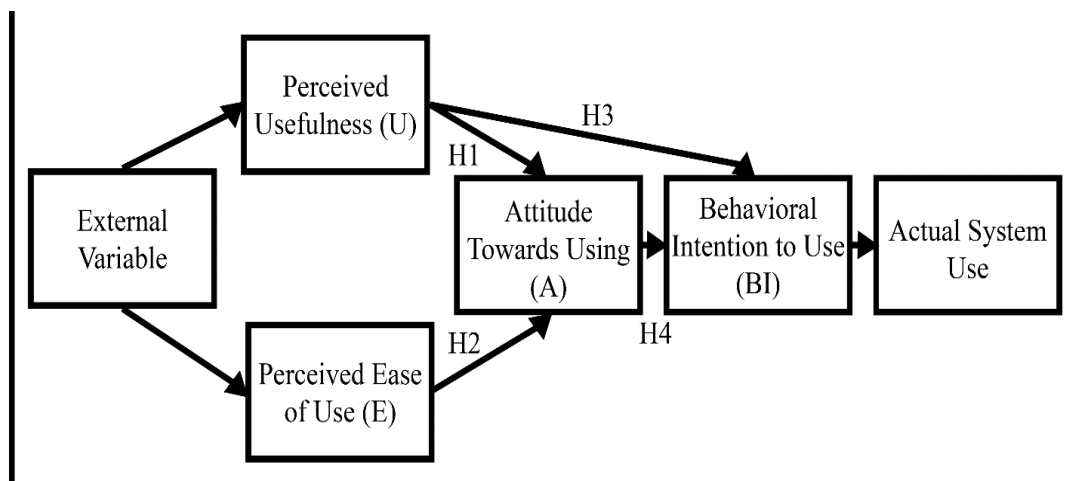 Perceived
Usefulness (U)
H3
H1
External
Variable
Attitude
Towards Using
(A)
Behavioral
Intention to Use
(BI)
Actual System
Use
H2
H4
Perceived Ease
of Use (E)